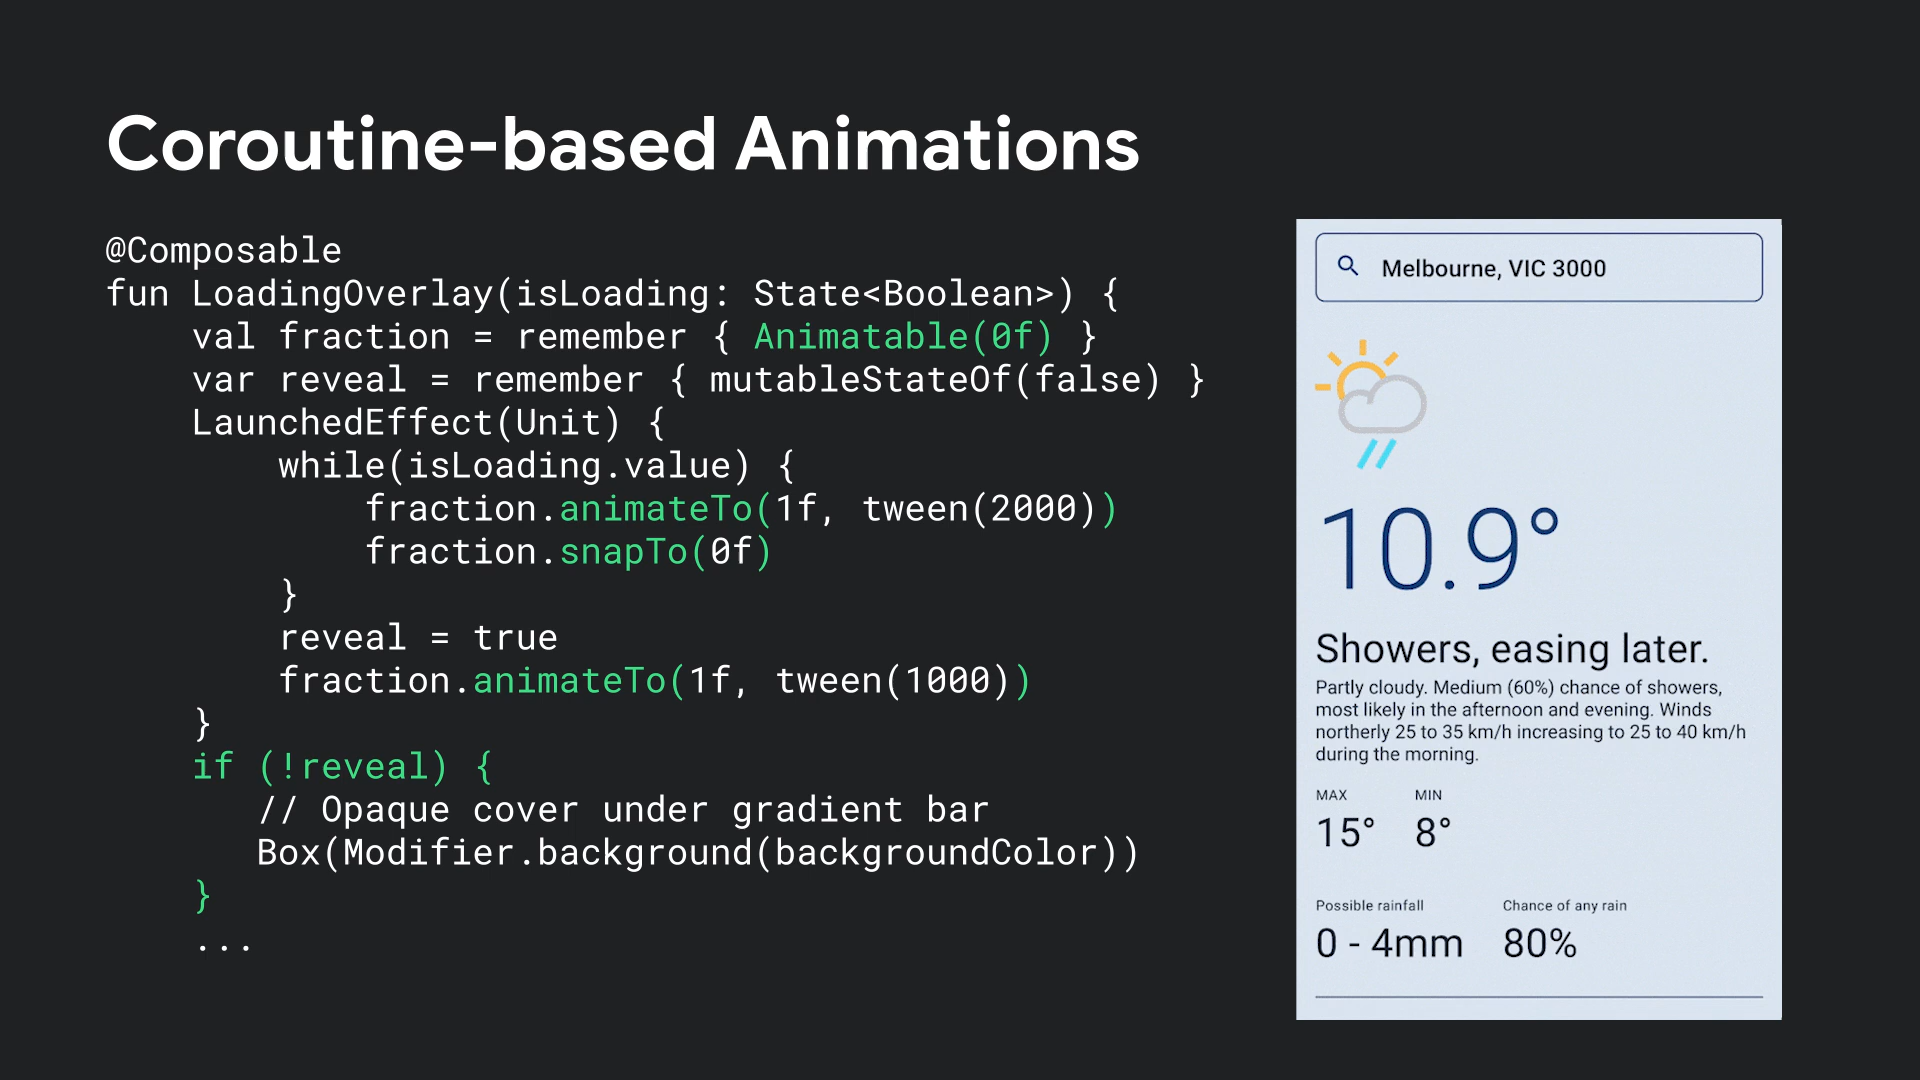 Coroutine-based Animations
@Composable
fun LoadingOverlay(isLoading: State<Boolean>) {
    val fraction = remember { Animatable(0f) }
    var reveal = remember { mutableStateOf(false) }
    LaunchedEffect(Unit) {
        while(isLoading.value) {
            fraction.animateTo(1f, tween(2000))
            fraction.snapTo(0f)
        }
        reveal = true
        fraction.animateTo(1f, tween(1000))
    }
    if (!reveal) {
       // Opaque cover under gradient bar
       Box(Modifier.background(backgroundColor))
    }
    ...
Melbourne, VIC 3000
10.9°
Showers, easing later.
Partly cloudy. Medium (60%) chance of showers,
most likely in the afternoon and evening. Winds
northerly 25 to 35 km/h increasing to 25 to 40 km/h
during the morning.
MAX MIN
15° 8°
Possible rainfall Chance of any rain
0 - 4mm 80%